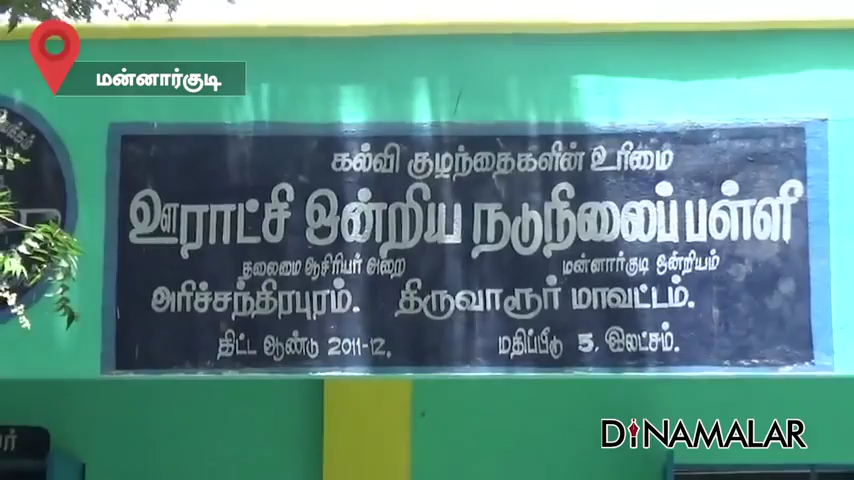 மன்னார்குடி
கல்வி குழந்தைகளின் உரிமை
ஊராட்சி ஒன்றிய நடுநிலைப் பள்ளி
தலைமை ஆசிரியர் அறை மன்னார்குடி ஒன்றியம்
அரிச்சந்திரபுரம். திருவாரூர் மாவட்டம்.
திட்ட ஆண்டு 2011-12. மதிப்பீடு 5. இலட்சம்.
DINAMALAR